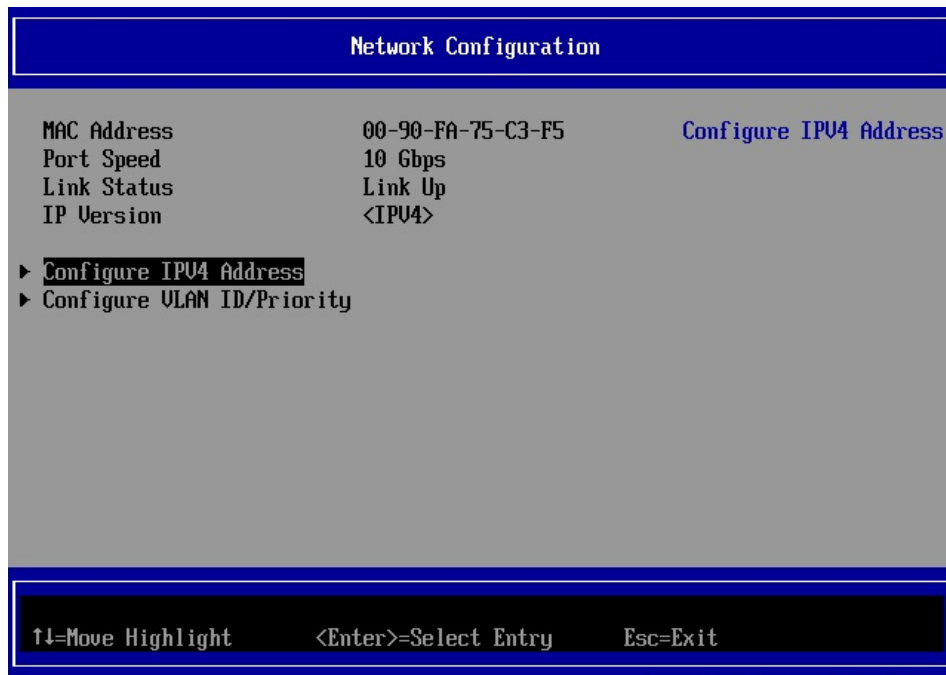 Network Configuration
MAC Address 00-90-FA-75-C3-F5 Configure IPV4 Address
Port Speed 10 Gbps
Link Status Link Up
IP Version <IPV4>
Configure IPV4 Address
Configure VLAN ID/Priority
↑↓=Move Highlight <Enter>=Select Entry Esc=Exit